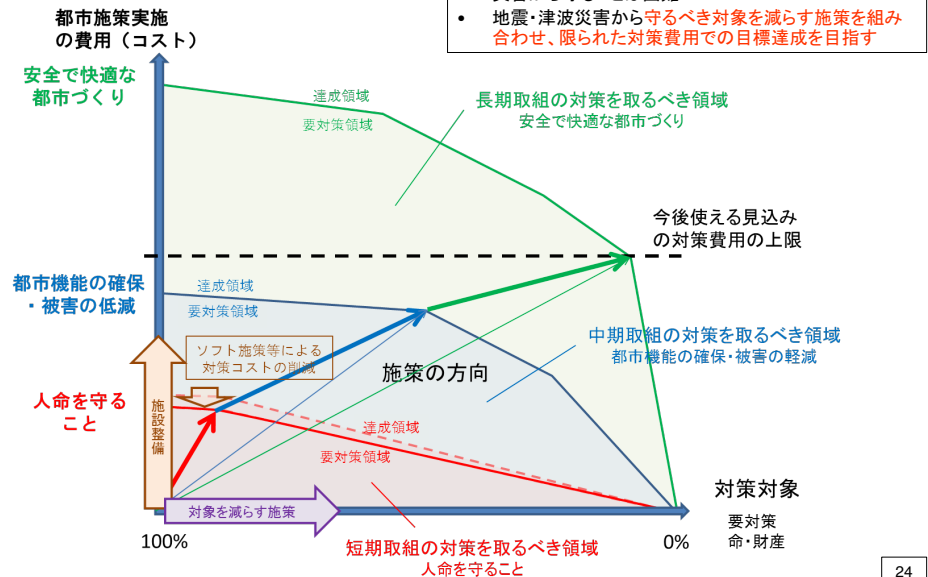 都市施策実施
の費用（コスト）
• 地震・津波災害から守るべき対象を減らす施策を組み
合わせ、限られた対策費用での目標達成を目指す
安全で快適な
都市づくり
達成領域
要対策領域
長期取組の対策を取るべき領域
安全で快適な都市づくり
今後使える見込み
の対策費用の上限
都市機能の確保
・被害の低減
達成領域
要対策領域
ソフト施策等による
対策コストの削減
中期取組の対策を取るべき領域
都市機能の確保・被害の軽減
施策の方向
人命を守る
こと
施設整備
達成領域
要対策領域
対象を減らす施策
対策対象
要対策
命・財産
100%
0%
短期取組の対策を取るべき領域
人命を守ること
24